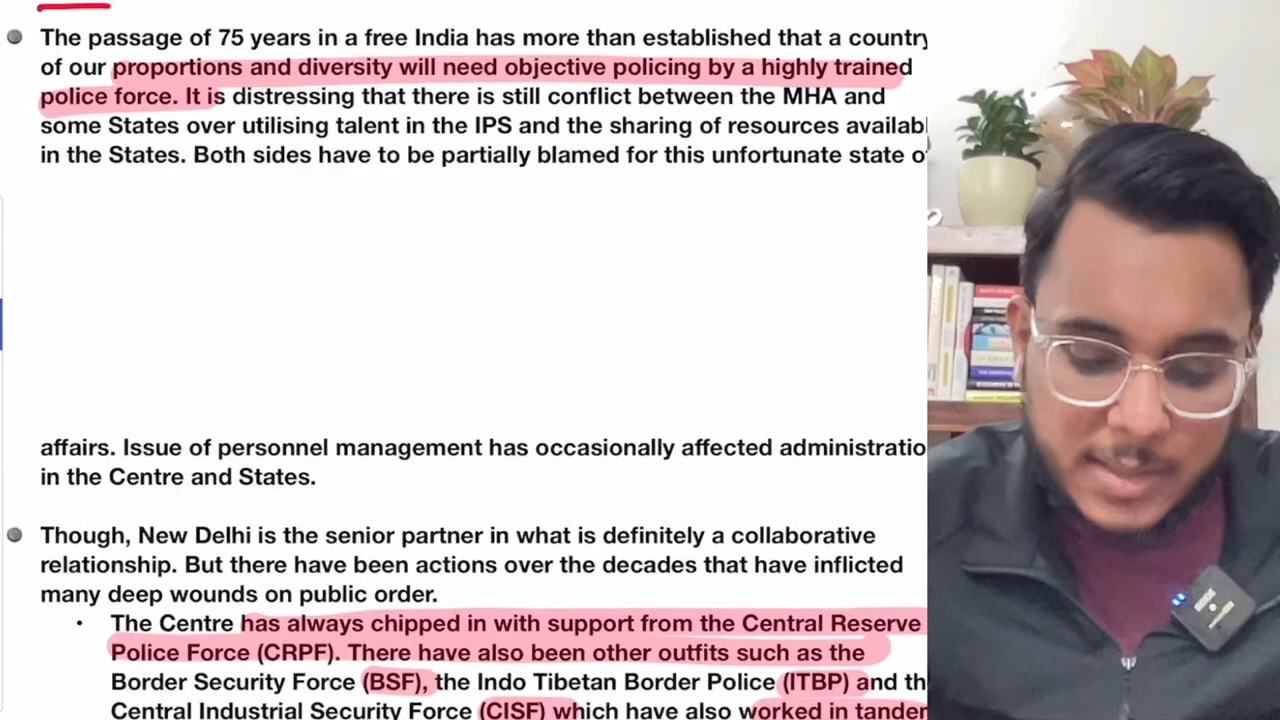 The passage of 75 years in a free India has more than established that a country
of our proportions and diversity will need objective policing by a highly trained
police force. It is distressing that there is still conflict between the MHA and
some States over utilising talent in the IPS and the sharing of resources availabl
in the States. Both sides have to be partially blamed for this unfortunate state o
affairs. Issue of personnel management has occasionally affected administratio
in the Centre and States.
Though, New Delhi is the senior partner in what is definitely a collaborative
relationship. But there have been actions over the decades that have inflicted
many deep wounds on public order.
The Centre has always chipped in with support from the Central Reserve
Police Force (CRPF). There have also been other outfits such as the
Border Security Force (BSF), the Indo Tibetan Border Police (ITBP) and th
Central Industrial Security Force (CISF) which have also worked in tander